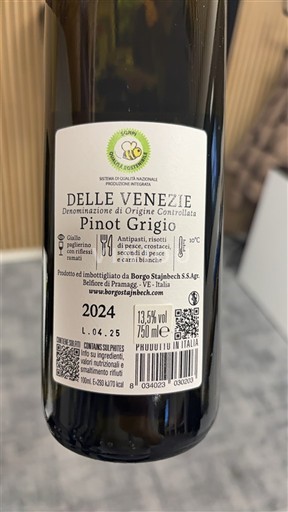 SQNPI
QUALITÀ SOSTENIBILE
SISTEMA DI QUALITÀ NAZIONALE
PRODUZIONE INTEGRATA
DELLE VENEZIE
Denominazione di Origine Controllata
Pinot Grigio
Giallo
paglierino
con riflessi
ramati
Antipasti, risotti
di pesce, crostacei,
secondi di pesce
e carni bianche
10°C
Prodotto ed imbottigliato da Borgo Stajnbech S.S.Agr.
Belfiore di Pramagg. - VE - Italia
www.borgostajnbech.com
2024
L.04.25
13,5% vol
750 ml e
CONTIENE SOLFITI CONTAINS SULPHITES
Info su ingredienti,
valori nutrizionali e
smaltimento rifiuti
100ml: E=290 kJ/70 kcal
PRODOTTO IN ITALIA
8 034023 030203